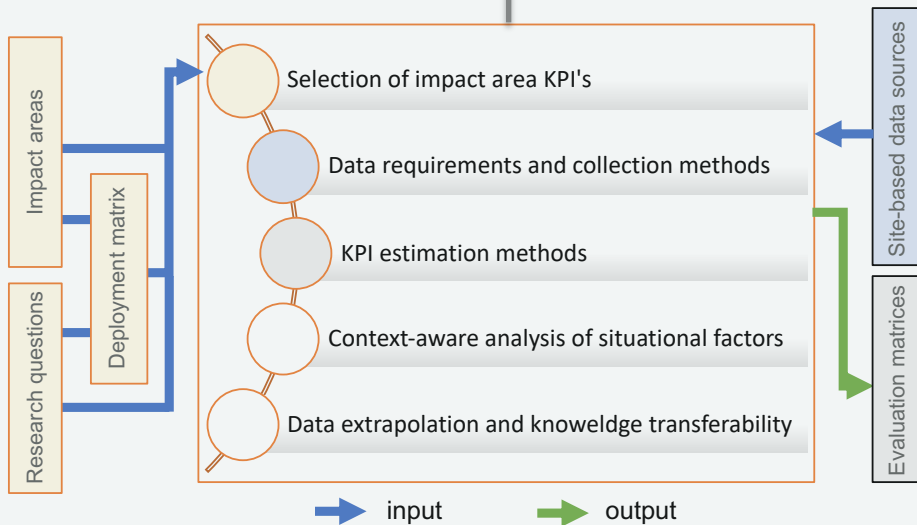 Impact areas
Deployment matrix
Research questions
Selection of impact area KPI's
Data requirements and collection methods
KPI estimation methods
Context-aware analysis of situational factors
Data extrapolation and knoweldge transferability
Site-based data sources
Evaluation matrices
input
output